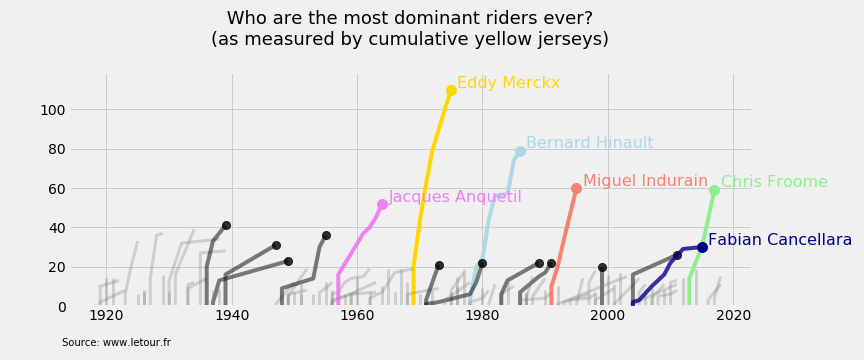 Who are the most dominant riders ever?
(as measured by cumulative yellow jerseys)
Eddy Merckx
100
80
Bernard Hinault
Miguel Indurain
Chris Froome
60
Jacques Anquetil
40
Fabian Cancellara
20
0
1920 1940 1960 1980 2000 2020
Source: www.letour.fr